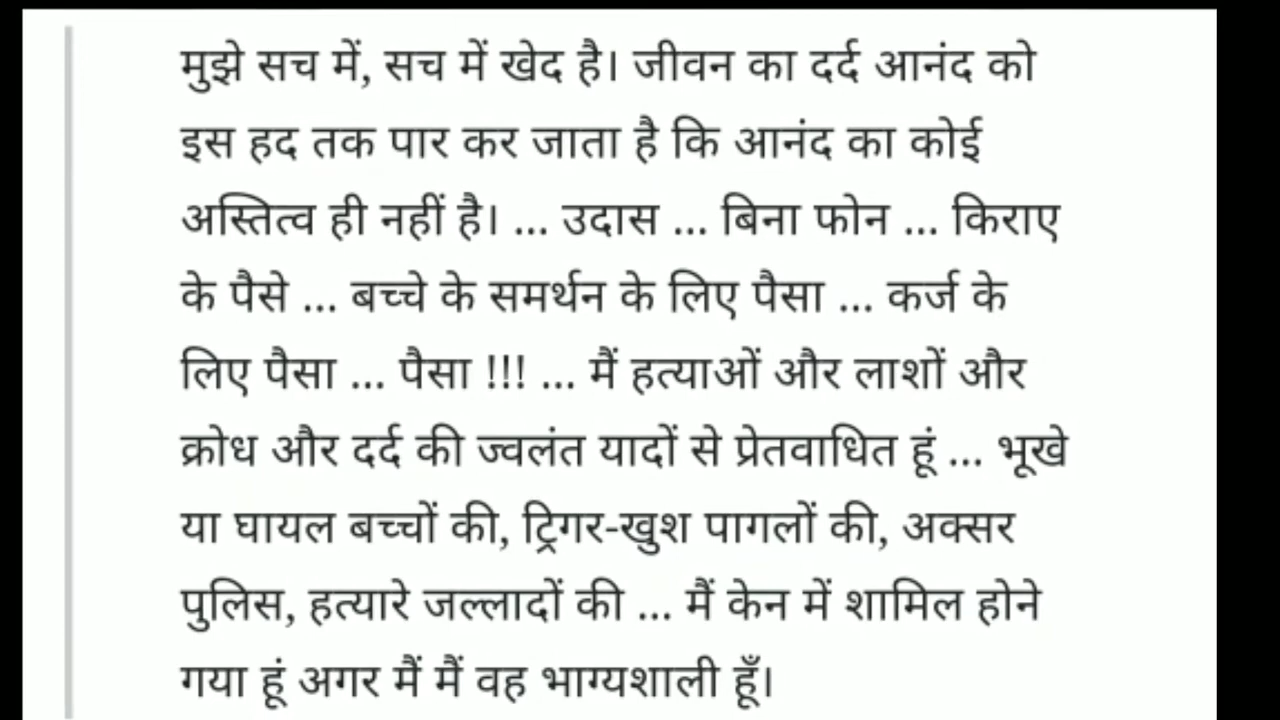 मुझे सच में, सच में खेद है। जीवन का दर्द आनंद को
इस हद तक पार कर जाता है कि आनंद का कोई
अस्तित्व ही नहीं है। ... उदास ... बिना फोन ... किराए
के पैसे ... बच्चे के समर्थन के लिए पैसा ... कर्ज के
लिए पैसा ... पैसा !!! ... मैं हत्याओं और लाशों और
क्रोध और दर्द की ज्वलंत यादों से प्रेतवाधित हूं ... भूखे
या घायल बच्चों की, ट्रिगर-खुश पागलों की, अक्सर
पुलिस, हत्यारे जल्लादों की ... मैं केन में शामिल होने
गया हूं अगर मैं मैं वह भाग्यशाली हूँ।